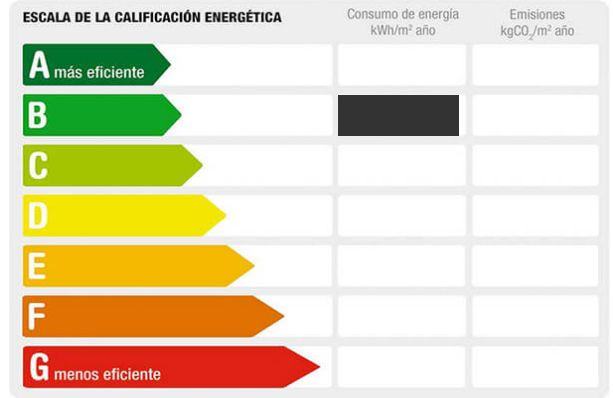 ESCALA DE LA CALIFICACIÓN ENERGÉTICA
Consumo de energía
kWh/m² año
Emisiones
kgCO₂/m² año
A más eficiente
B
C
D
E
F
G menos eficiente